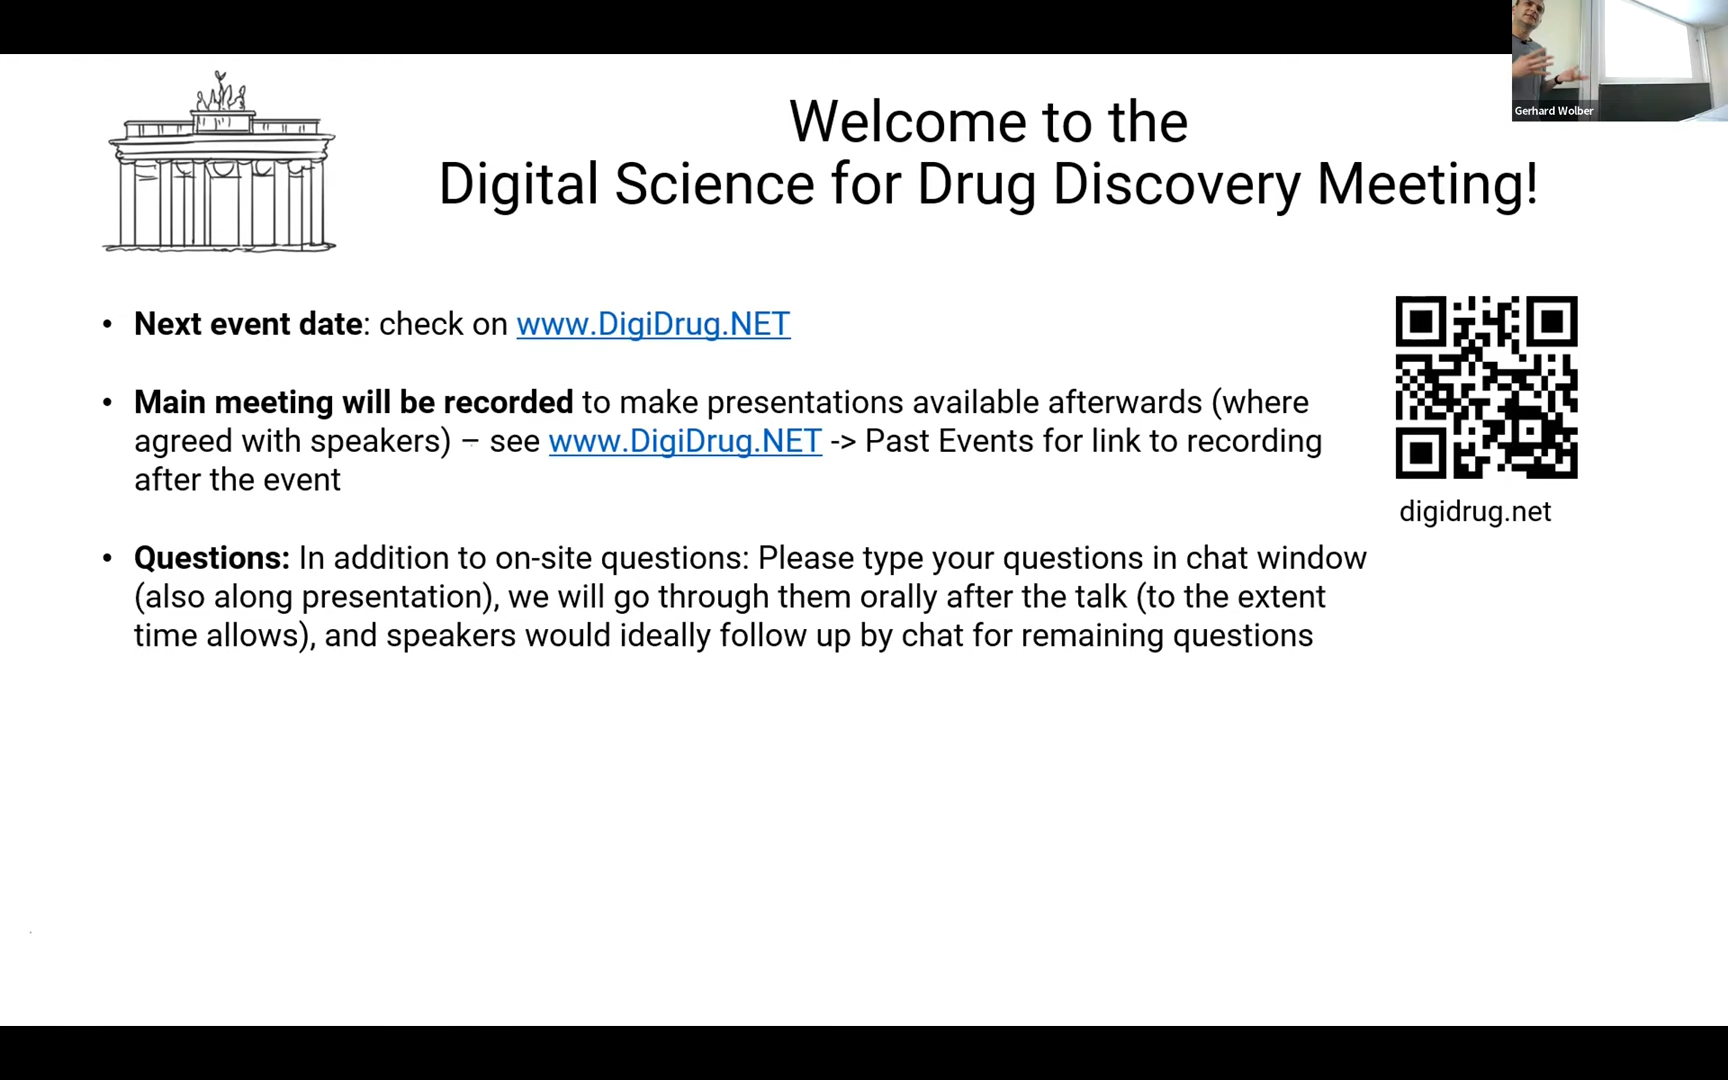 Gerhard Wolber
Welcome to the
Digital Science for Drug Discovery Meeting!
• Next event date: check on www.DigiDrug.NET
• Main meeting will be recorded to make presentations available afterwards (where
agreed with speakers) – see www.DigiDrug.NET -> Past Events for link to recording
after the event
digidrug.net
• Questions: In addition to on-site questions: Please type your questions in chat window
(also along presentation), we will go through them orally after the talk (to the extent
time allows), and speakers would ideally follow up by chat for remaining questions